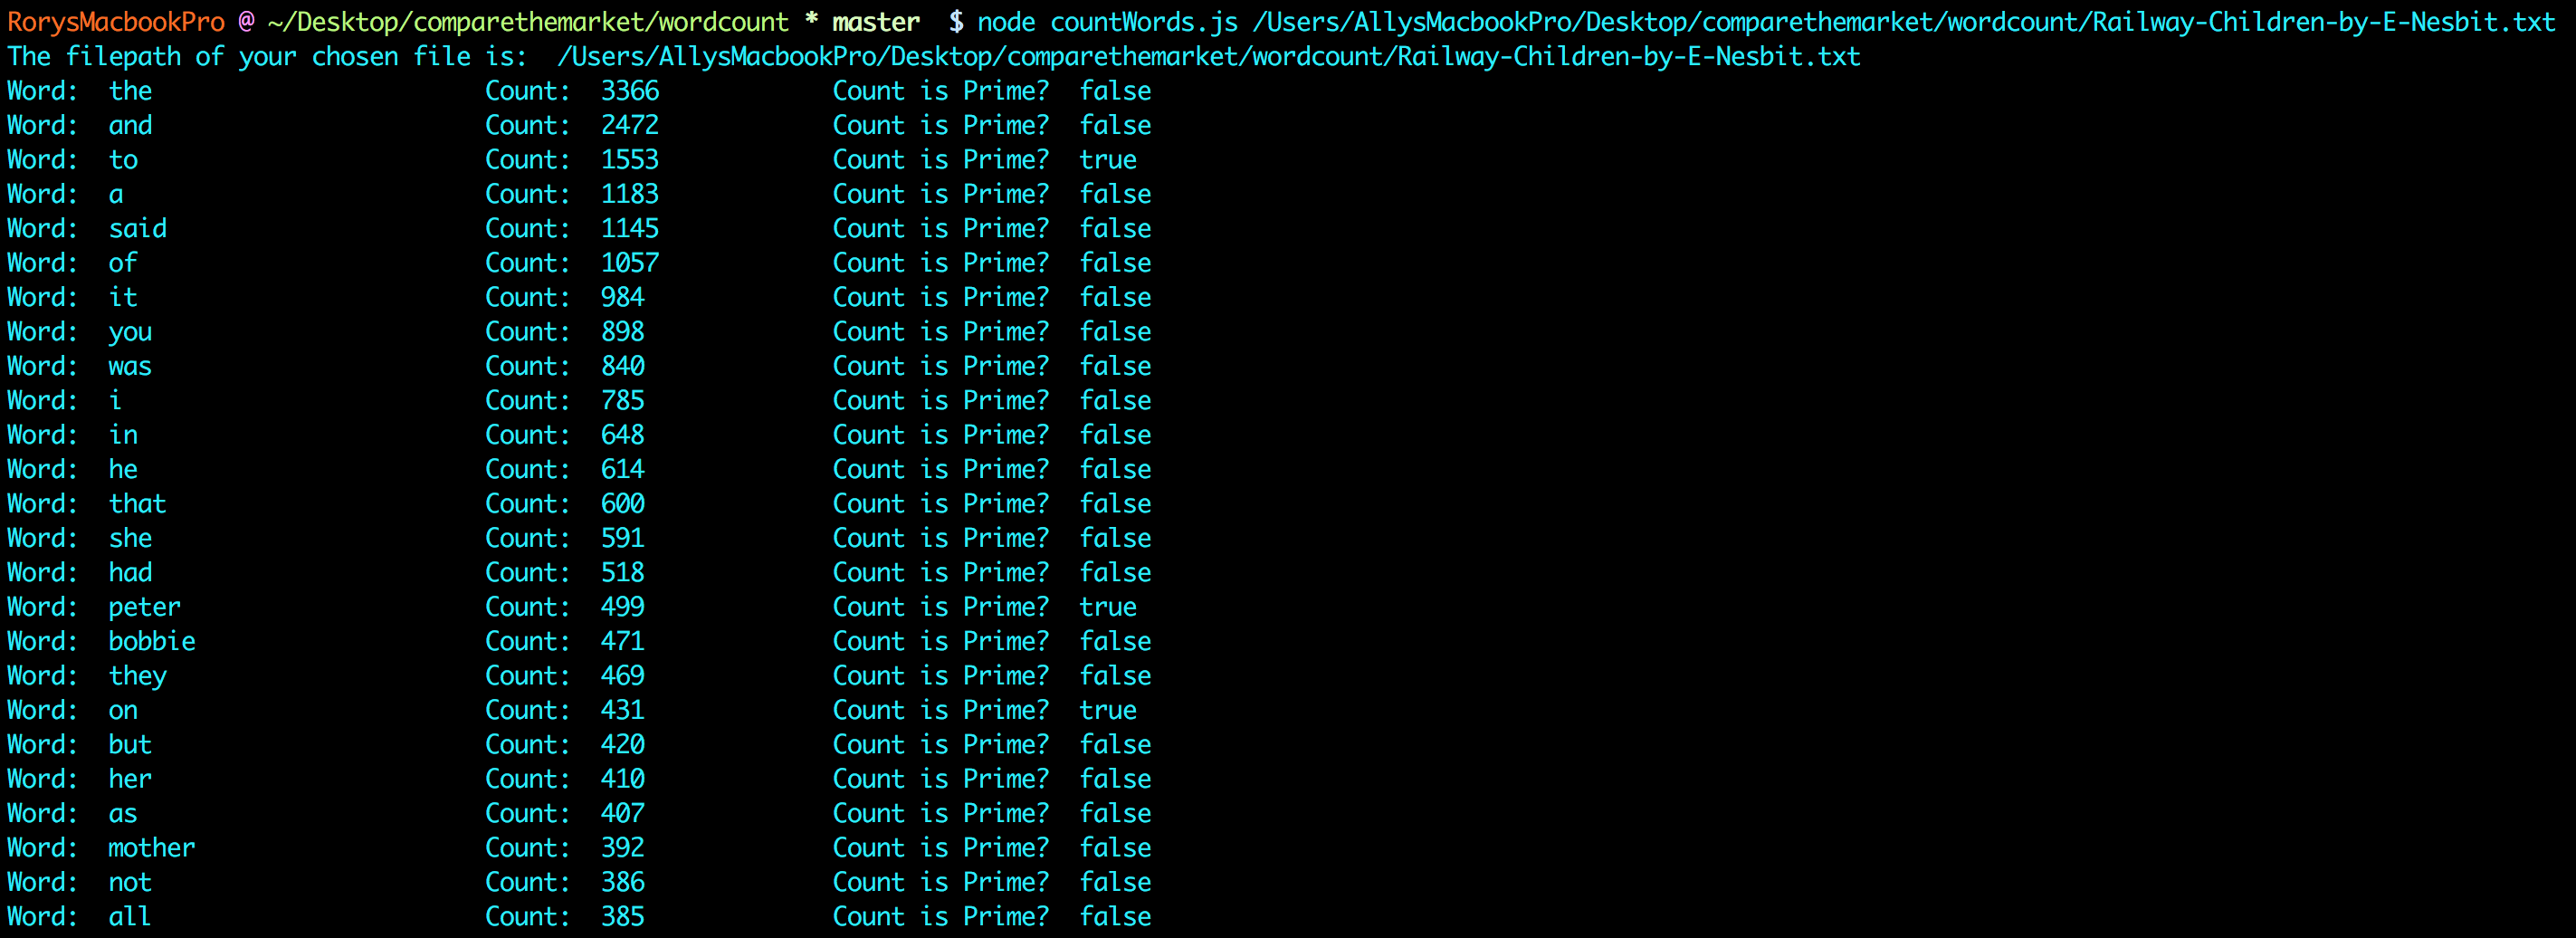 RorysMacbookPro @ ~/Desktop/comparethemarket/wordcount * master $ node countWords.js /Users/AllysMacbookPro/Desktop/comparethemarket/wordcount/Railway-Children-by-E-Nesbit.txt
The filepath of your chosen file is: /Users/AllysMacbookPro/Desktop/comparethemarket/wordcount/Railway-Children-by-E-Nesbit.txt
Word: the Count: 3366 Count is Prime? false
Word: and Count: 2472 Count is Prime? false
Word: to Count: 1553 Count is Prime? true
Word: a Count: 1183 Count is Prime? false
Word: said Count: 1145 Count is Prime? false
Word: of Count: 1057 Count is Prime? false
Word: it Count: 984 Count is Prime? false
Word: you Count: 898 Count is Prime? false
Word: was Count: 840 Count is Prime? false
Word: i Count: 785 Count is Prime? false
Word: in Count: 648 Count is Prime? false
Word: he Count: 614 Count is Prime? false
Word: that Count: 600 Count is Prime? false
Word: she Count: 591 Count is Prime? false
Word: had Count: 518 Count is Prime? false
Word: peter Count: 499 Count is Prime? true
Word: bobbie Count: 471 Count is Prime? false
Word: they Count: 469 Count is Prime? false
Word: on Count: 431 Count is Prime? true
Word: but Count: 420 Count is Prime? false
Word: her Count: 410 Count is Prime? false
Word: as Count: 407 Count is Prime? false
Word: mother Count: 392 Count is Prime? false
Word: not Count: 386 Count is Prime? false
Word: all Count: 385 Count is Prime? false